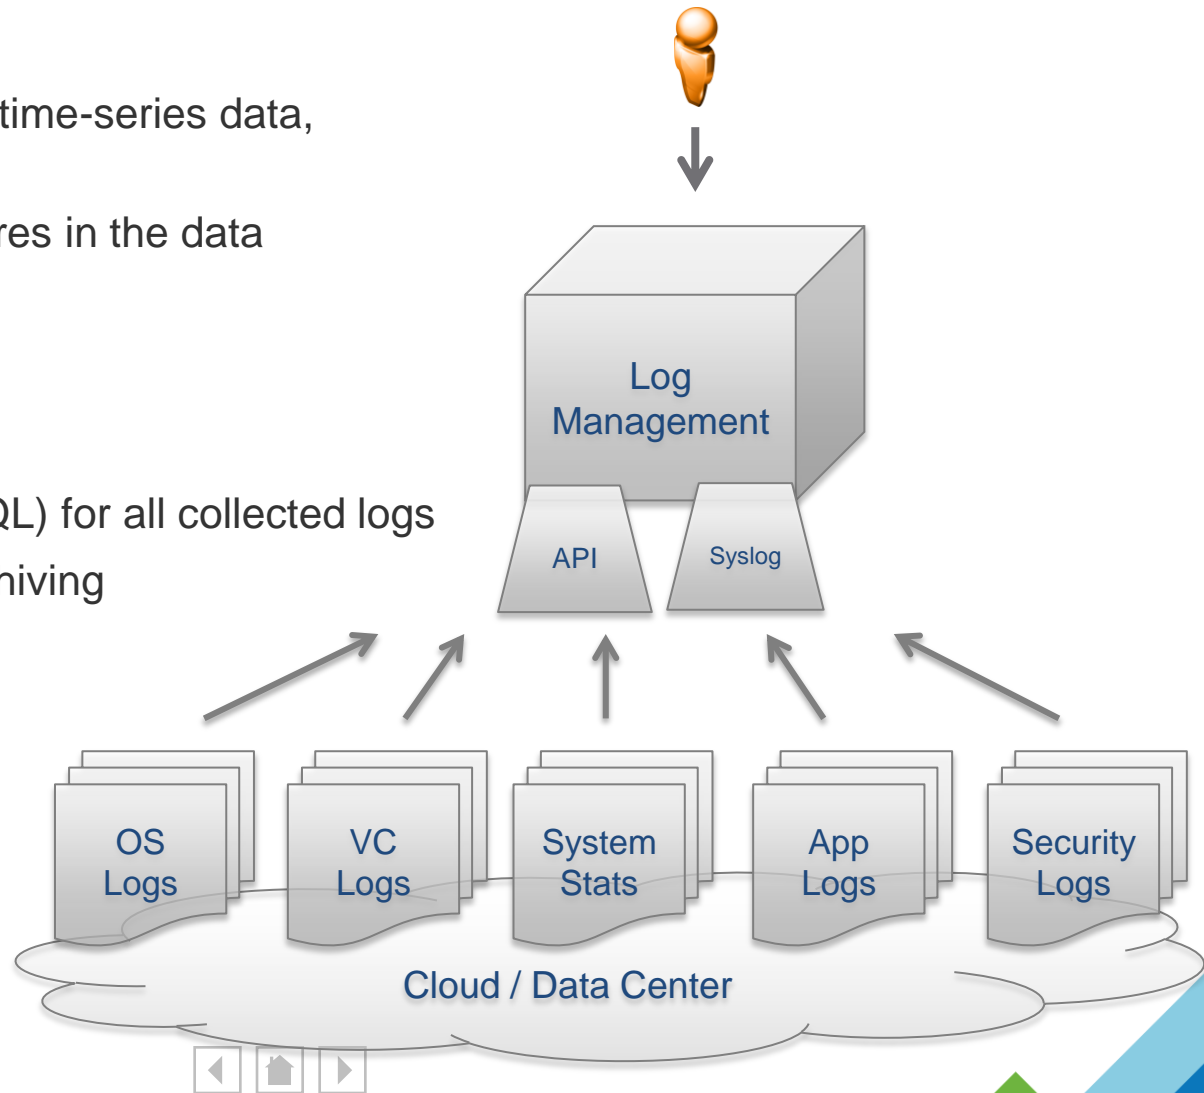 time-series data,
res in the data
QL) for all collected logs
hiving
Log
Management
API
Syslog
OS
Logs
VC
Logs
System
Stats
App
Logs
Security
Logs
Cloud / Data Center